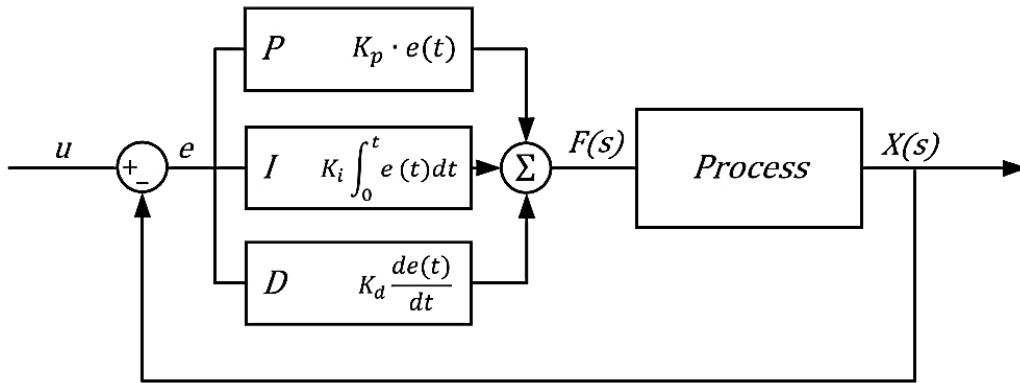 P K_p · e(t)
u + − e I K_i ∫_0^t e (t)dt Σ F(s) Process X(s)
D K_d de(t)/dt